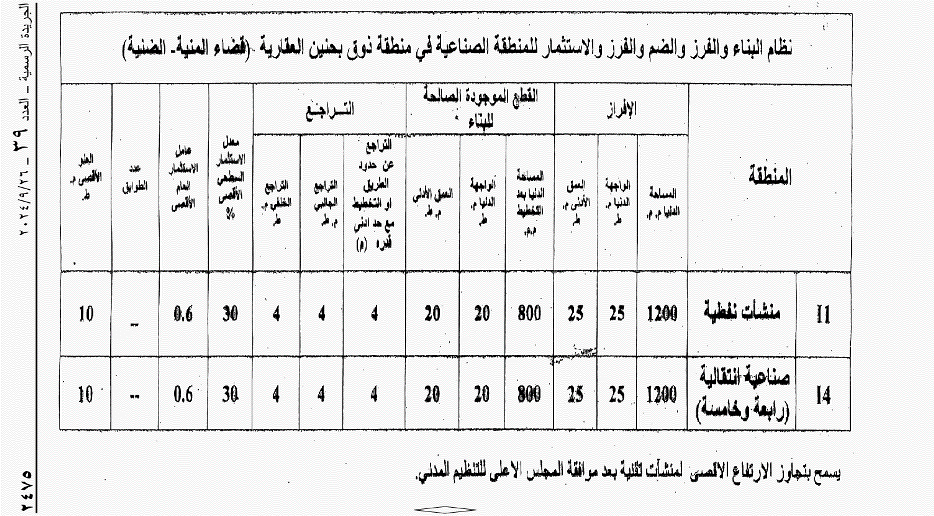 الجريدة الرسمية - العدد ٣٩ - ٢٠٢٤/٩/٢٦
نظام البناء والفرز والضم والفرز والاستثمار للمنطقة الصناعية في منطقة ذوق بحنين العقارية (قضاء المنية- الضنية)
المنطقة
الإفراز
القطع الموجودة الصالحة
للبناء
التـــراجـــع
معدل
الاستثمار
السطحي
الأقصى
%
عامل
الاستثمار
العام
الأقصى
عدد
الطوابق
العلو
الأقصى م.
ط.
المساحة
الدنيا م. م.
الواجهة
الدنيا م.
ط.
العمق
الأدنى م.
ط
المساحة
الدنيا بعد
التخطيط
م.م.
الواجهة
الدنيا م.
ط.
العمق الأدنى
م. ط.
التراجع
عن حدود
الطريق
او التخطيط
مع حد ادنى
قدره (م)
التراجع
الجانبي
م. ط.
التراجع
الخلفي م.
ط.
I1 منشآت نفطية 1200 25 25 800 20 20 4 4 4 30 0.6 -- 10
I4 صناعية انتقالية 1200 25 25 800 20 20 4 4 4 30 0.6 -- 10
(رابعة وخامسة)
يسمح بتجاوز الارتفاع الاقصى لمنشآت تقنية بعد موافقة المجلس الاعلى للتنظيم المدني.
٢٤٧٥